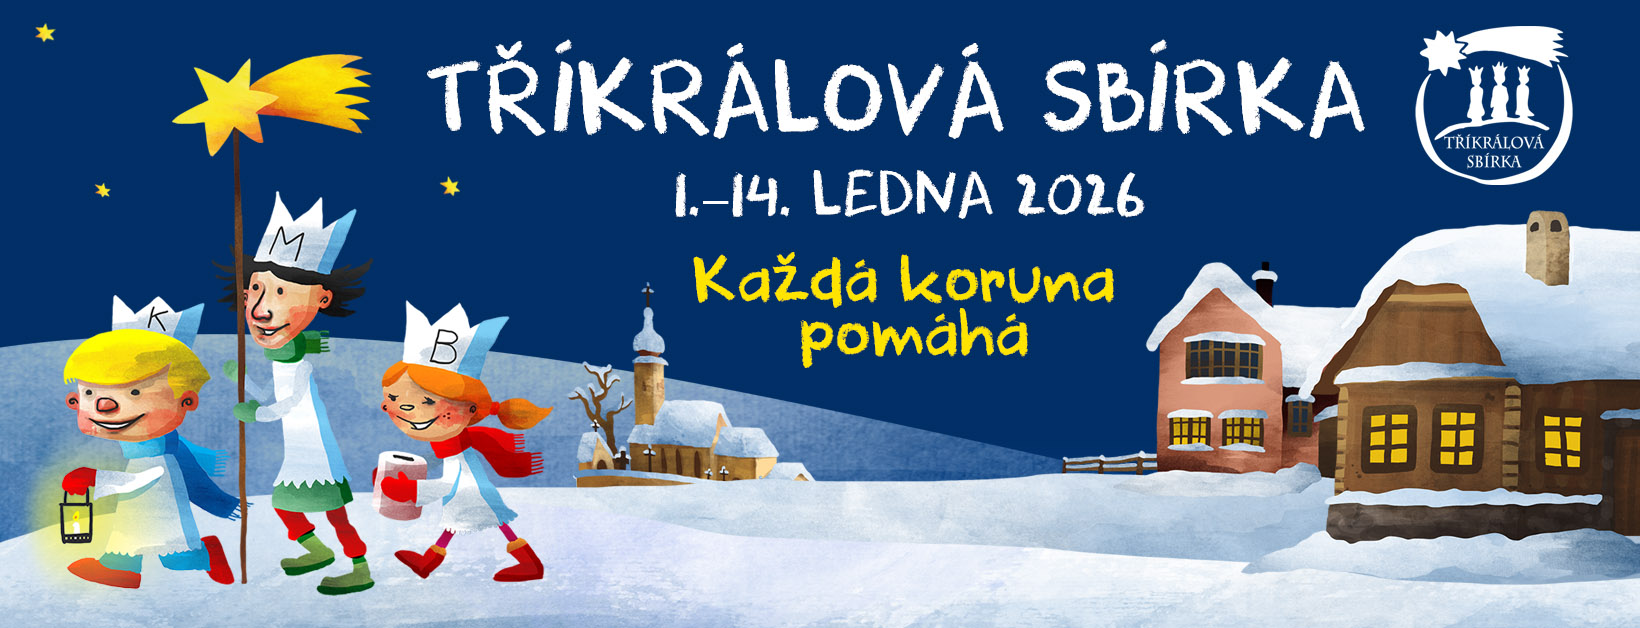 TŘÍKRÁLOVÁ SBÍRKA
1.–14. LEDNA 2026
Každá koruna
pomáhá
TŘÍKRÁLOVÁ
SBÍRKA
K
M
B